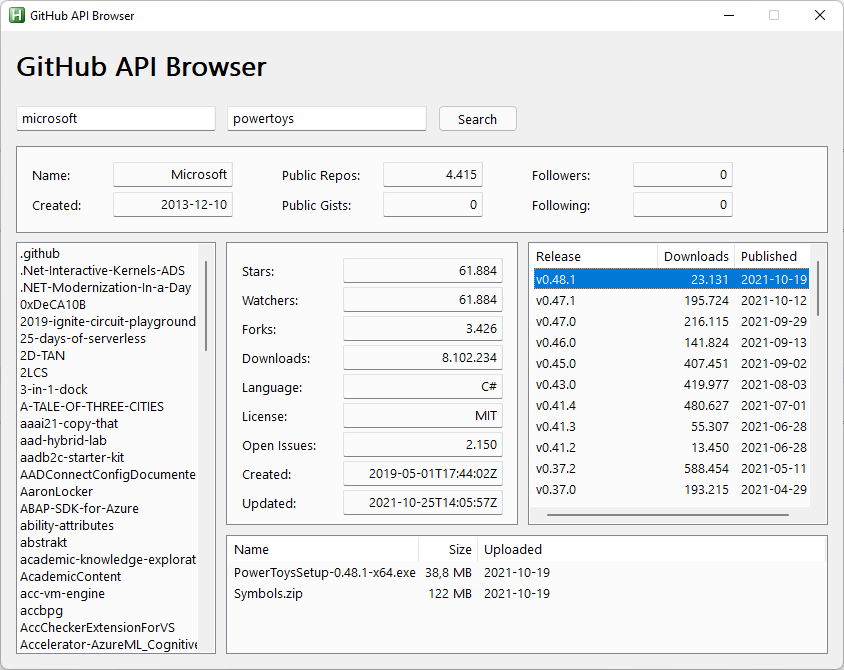 GitHub API Browser
GitHub API Browser
microsoft powertoys Search
Name: Microsoft Public Repos: 4.415 Followers: 0
Created: 2013-12-10 Public Gists: 0 Following: 0
.github
.Net-Interactive-Kernels-ADS
.NET-Modernization-In-a-Day
0xDeCA10B
2019-ignite-circuit-playground
25-days-of-serverless
2D-TAN
2LCS
3-in-1-dock
A-TALE-OF-THREE-CITIES
aaai21-copy-that
aad-hybrid-lab
aadb2c-starter-kit
AADConnectConfigDocumente
AaronLocker
ABAP-SDK-for-Azure
ability-attributes
abstrakt
academic-knowledge-explorat
AcademicContent
acc-vm-engine
accbpg
AccCheckerExtensionForVS
Accelerator-AzureML_Cognitive
Stars: 61.884
Watchers: 61.884
Forks: 3.426
Downloads: 8.102.234
Language: C#
License: MIT
Open Issues: 2.150
Created: 2019-05-01T17:44:02Z
Updated: 2021-10-25T14:05:57Z
Release Downloads Published
v0.48.1 23.131 2021-10-19
v0.47.1 195.724 2021-10-12
v0.47.0 216.115 2021-09-29
v0.46.0 141.824 2021-09-13
v0.45.0 407.451 2021-09-02
v0.43.0 419.977 2021-08-03
v0.41.4 480.627 2021-07-01
v0.41.3 55.307 2021-06-28
v0.41.2 13.450 2021-06-28
v0.37.2 588.454 2021-05-11
v0.37.0 193.215 2021-04-29
Name Size Uploaded
PowerToysSetup-0.48.1-x64.exe 38,8 MB 2021-10-19
Symbols.zip 122 MB 2021-10-19